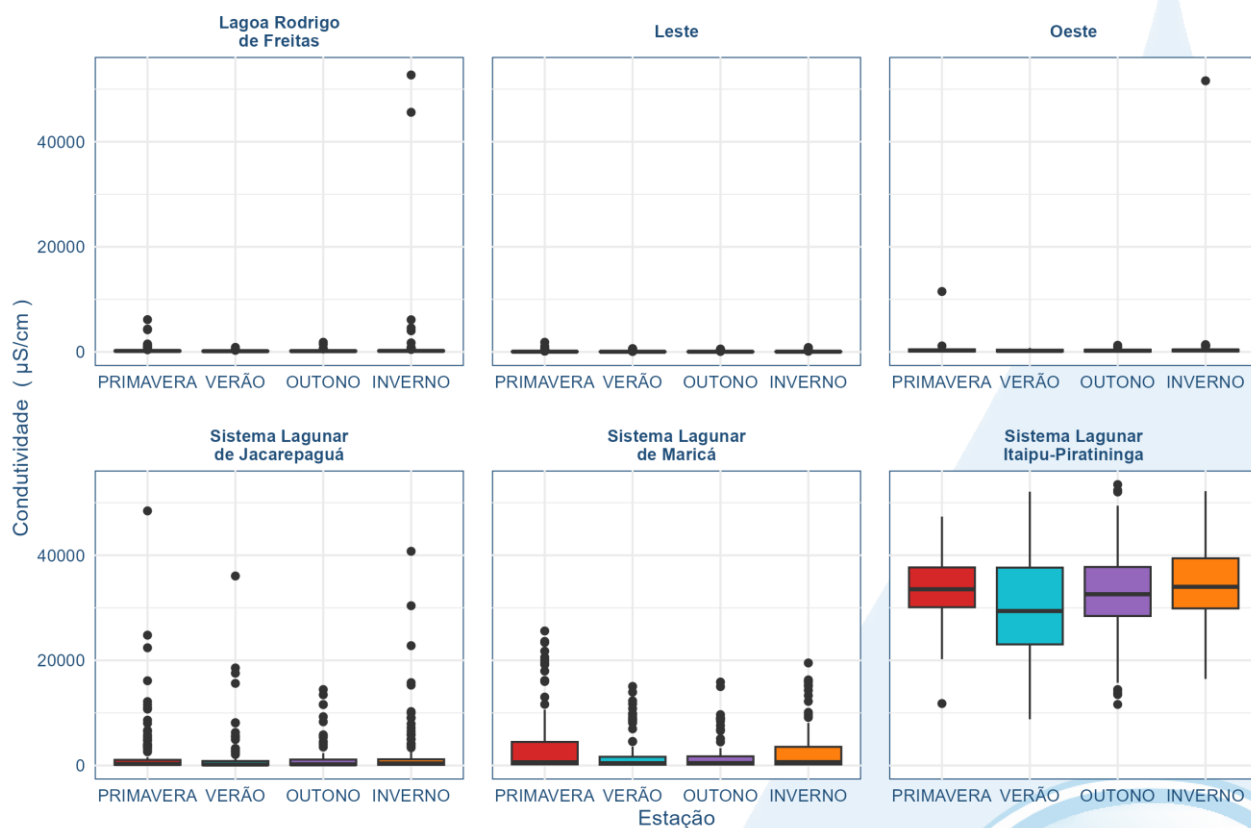 Lagoa Rodrigo
de Freitas
Leste
Oeste
40000
20000
0
PRIMAVERA VERÃO OUTONO INVERNO
PRIMAVERA VERÃO OUTONO INVERNO
PRIMAVERA VERÃO OUTONO INVERNO
Condutividade ( µS/cm )
Sistema Lagunar
de Jacarepaguá
Sistema Lagunar
de Maricá
Sistema Lagunar
Itaipu-Piratininga
40000
20000
0
PRIMAVERA VERÃO OUTONO INVERNO
PRIMAVERA VERÃO OUTONO INVERNO
PRIMAVERA VERÃO OUTONO INVERNO
Estação